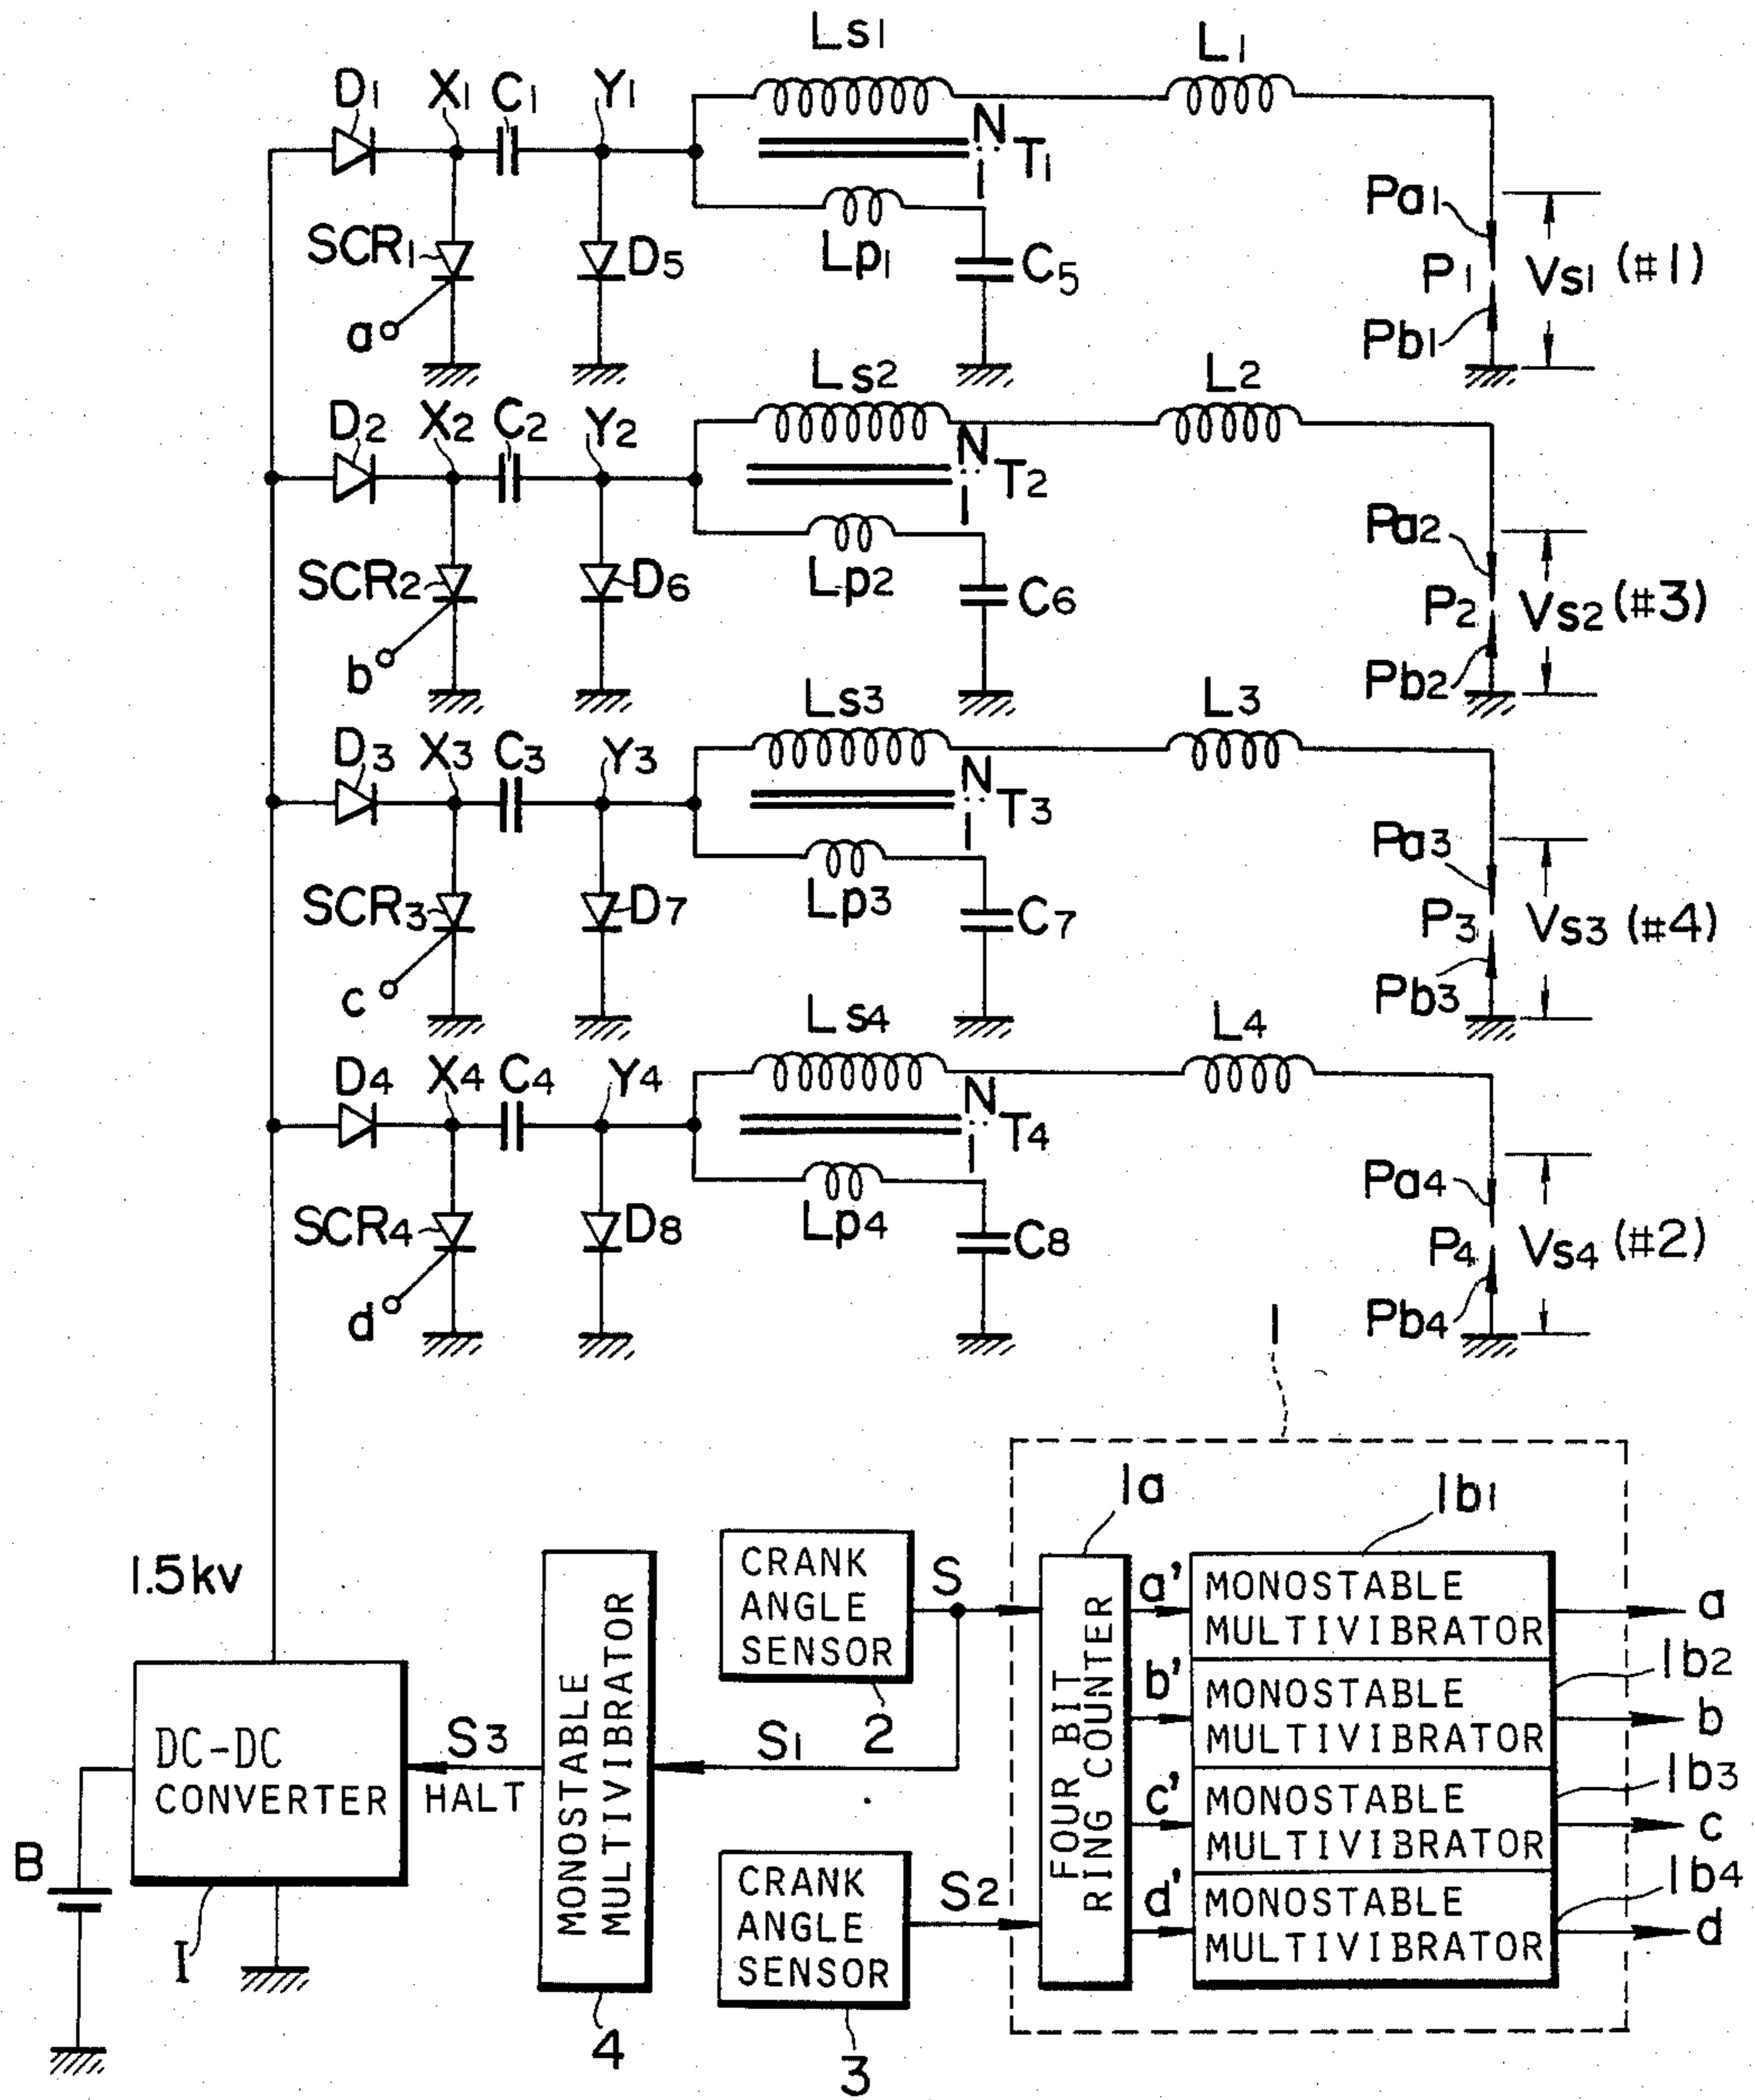 Ls1 L1
D1 X1 C1 Y1
N
T1
1
SCR1 D5 Lp1 C5
Pa1
P1 Vs1 (#1)
Pb1
a
Ls2 L2
D2 X2 C2 Y2
N
T2
1
SCR2 D6 Lp2 C6
Pa2
P2 Vs2 (#3)
Pb2
b
Ls3 L3
D3 X3 C3 Y3
N
T3
1
SCR3 D7 Lp3 C7
Pa3
P3 Vs3 (#4)
Pb3
c
Ls4 L4
D4 X4 C4 Y4
N
T4
1
SCR4 D8 Lp4 C8
Pa4
P4 Vs4 (#2)
Pb4
d
1
1.5kv
DC-DC
CONVERTER
B
1
S3
HALT
MONOSTABLE
MULTIVIBRATOR
4
S1
CRANK
ANGLE
SENSOR
2
S
CRANK
ANGLE
SENSOR
3
S2
1a
FOUR BIT
RING COUNTER
a'
b'
c'
d'
1b1
MONOSTABLE
MULTIVIBRATOR
a
1b2
MONOSTABLE
MULTIVIBRATOR
b
1b3
MONOSTABLE
MULTIVIBRATOR
c
1b4
MONOSTABLE
MULTIVIBRATOR
d